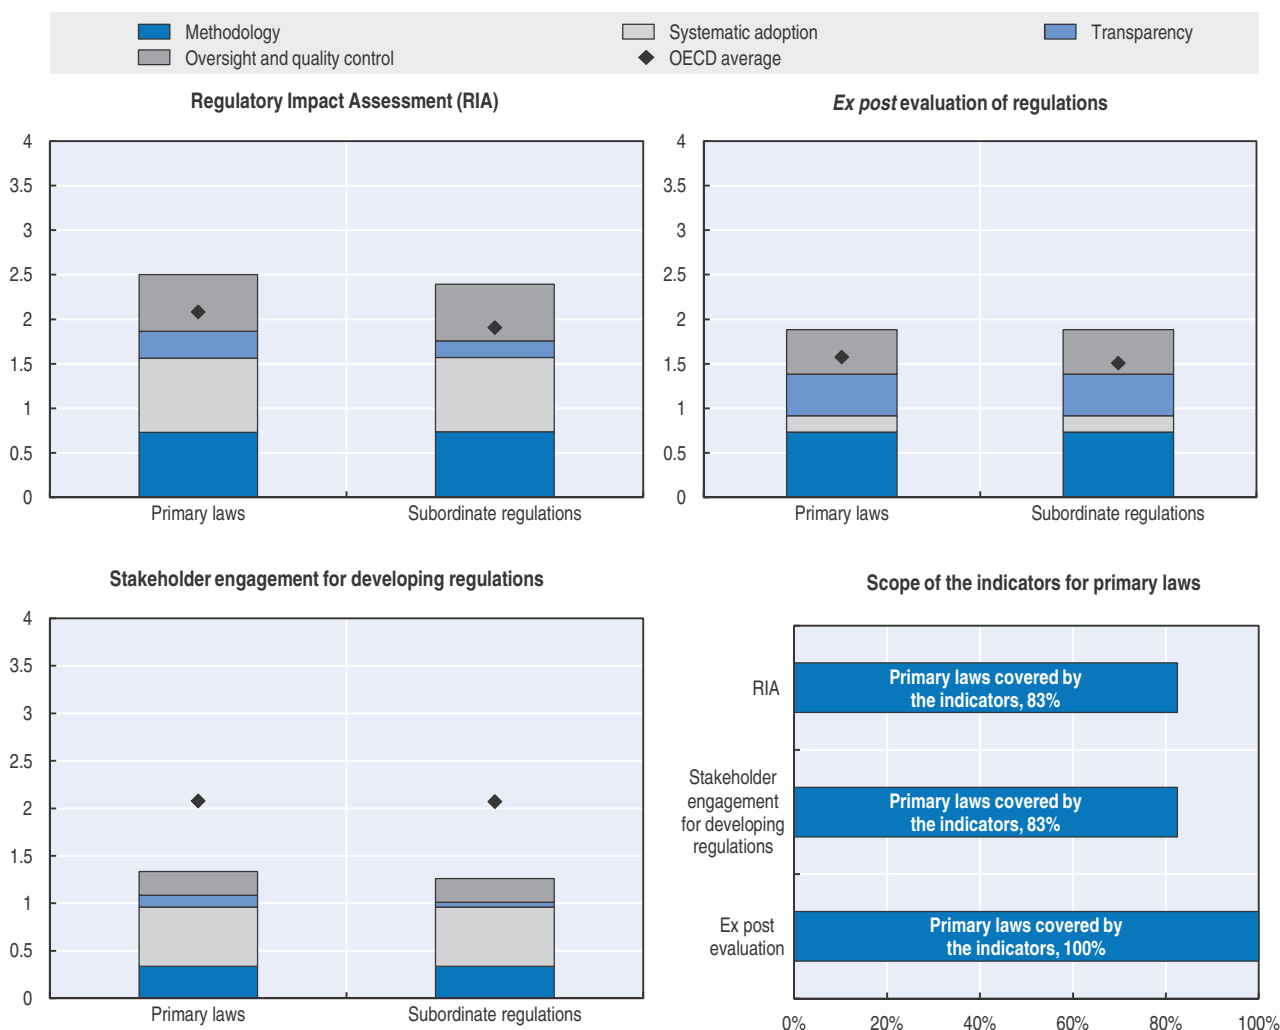 Methodology
Systematic adoption
Transparency
Oversight and quality control
OECD average
Regulatory Impact Assessment (RIA)
4
3.5
3
2.5
2
1.5
1
0.5
0
Primary laws
Subordinate regulations
Ex post evaluation of regulations
4
3.5
3
2.5
2
1.5
1
0.5
0
Primary laws
Subordinate regulations
Stakeholder engagement for developing regulations
4
3.5
3
2.5
2
1.5
1
0.5
0
Primary laws
Subordinate regulations
Scope of the indicators for primary laws
RIA
Primary laws covered by
the indicators, 83%
Stakeholder
engagement
for developing
regulations
Primary laws covered by
the indicators, 83%
Ex post
evaluation
Primary laws covered by
the indicators, 100%
0%
20%
40%
60%
80%
100%